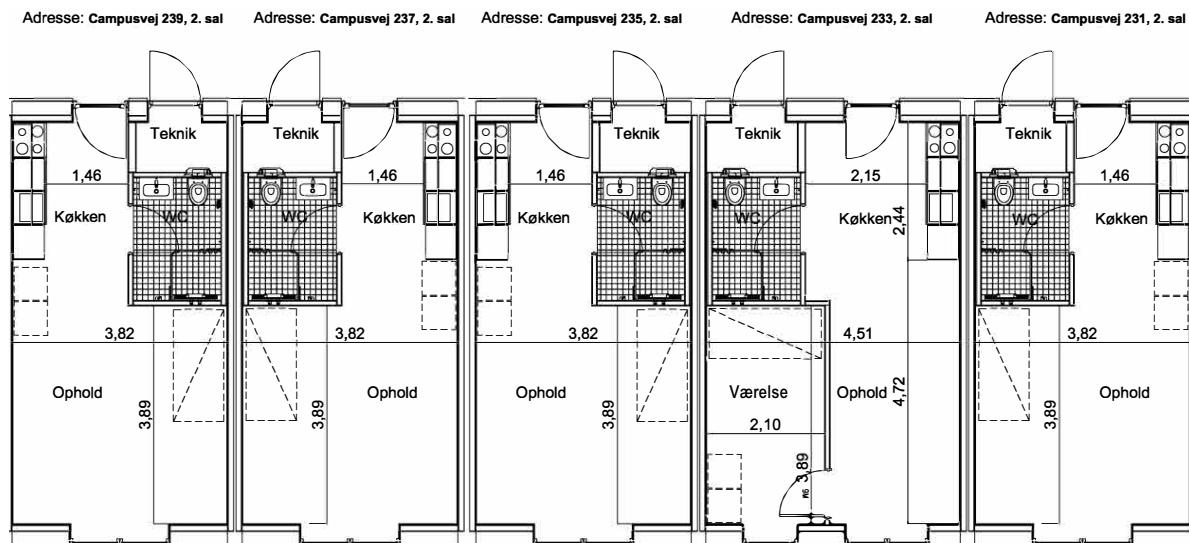 Adresse: Campusvej 239, 2. sal
Adresse: Campusvej 237, 2. sal
Adresse: Campusvej 235, 2. sal
Adresse: Campusvej 233, 2. sal
Adresse: Campusvej 231, 2. sal
Teknik
Teknik
Teknik
Teknik
Teknik
1,46
1,46
1,46
2,15
1,46
Køkken
WC
WC
Køkken
Køkken
WC
WC
Køkken
2,44
WC
Køkken
3,82
3,82
3,82
4,51
3,82
Ophold
3,89
3,89
Ophold
Ophold
3,89
Værelse
Ophold
4,72
3,89
Ophold
2,10
3,89
M6